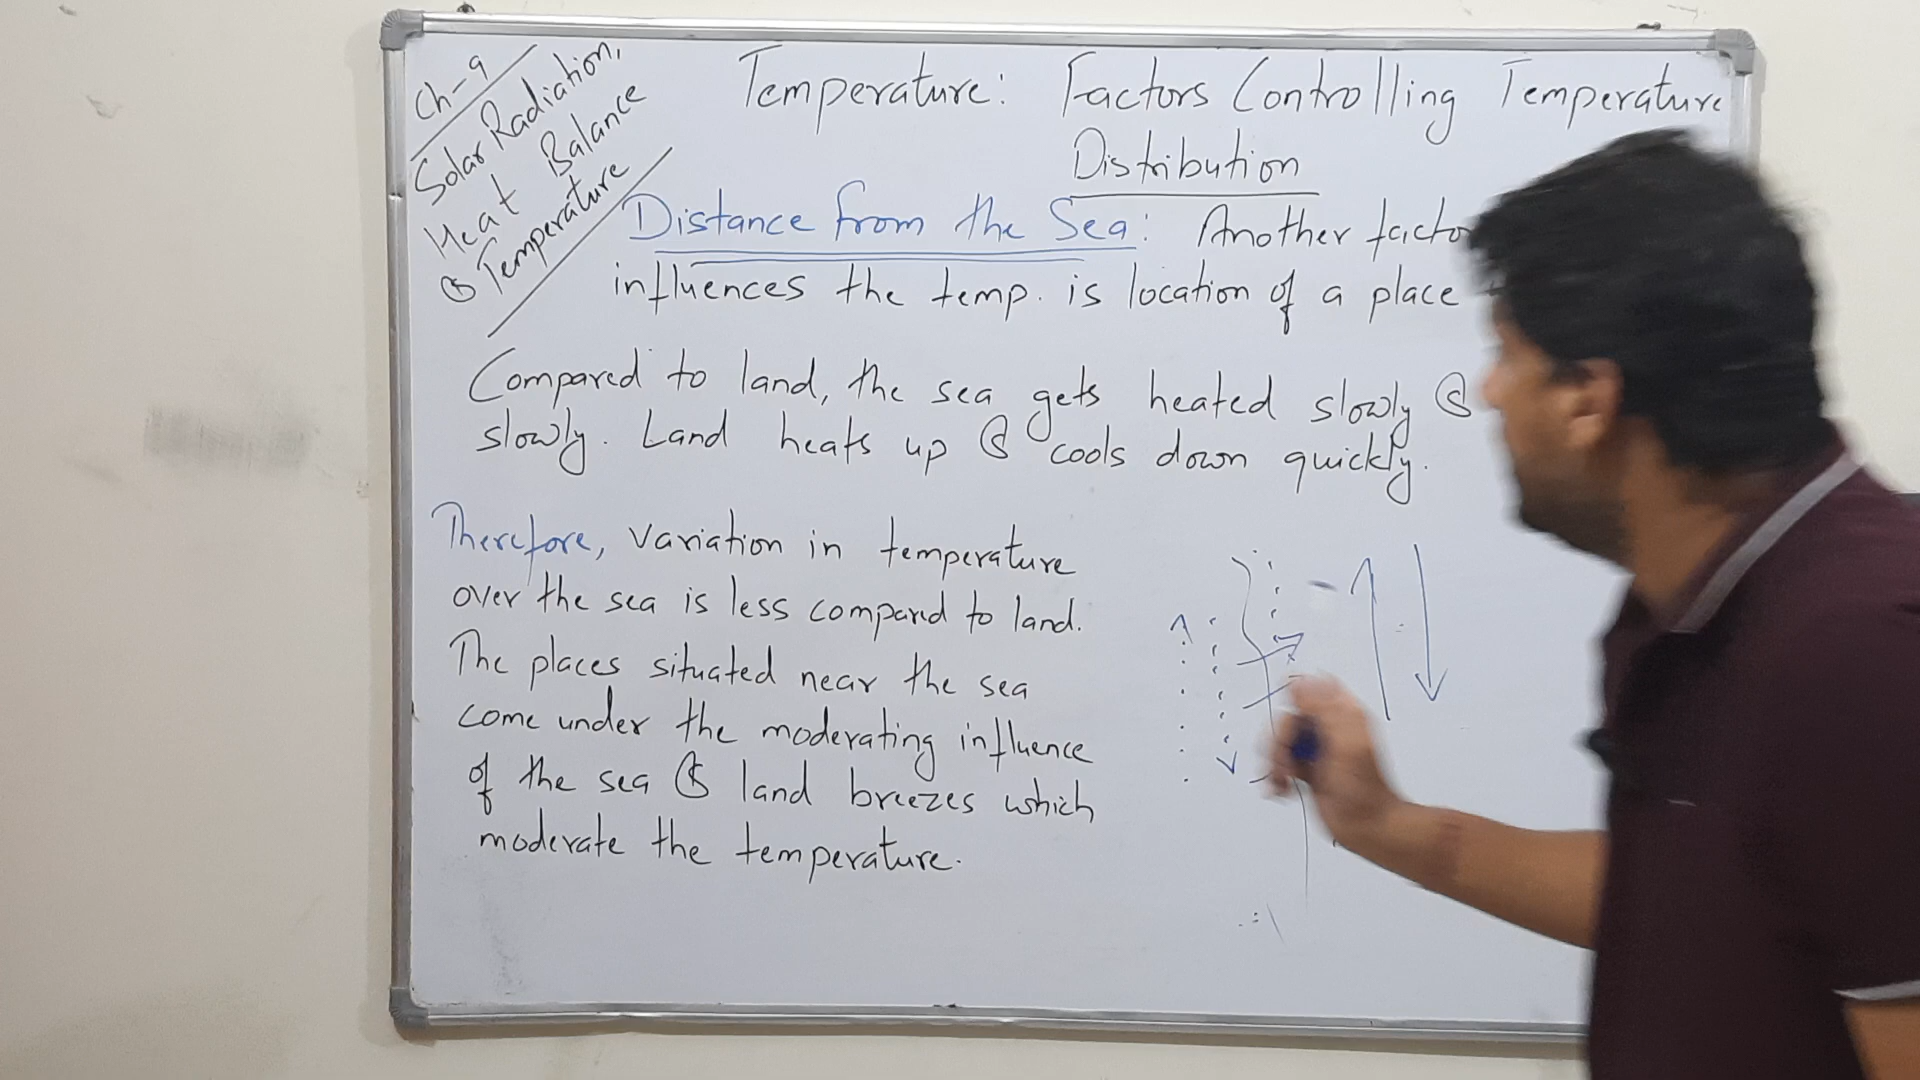 Ch-9
Solar Radiation,
Heat Balance
& Temperature
Temperature: Factors Controlling Temperature
Distribution
Distance from the Sea: Another facto
influences the temp. is location of a place
Compared to land, the sea gets heated slowly &
slowly. Land heats up & cools down quickly.
Therefore, variation in temperature
over the sea is less compared to land.
The places situated near the sea
come under the moderating influence
of the sea & land breezes which
moderate the temperature.